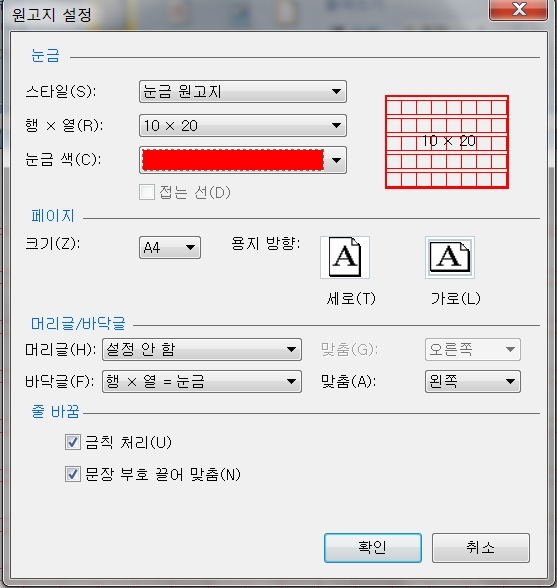 원고지 설정
눈금
스타일(S): 눈금 원고지
행 × 열(R): 10 × 20
10 × 20
눈금 색(C):
접는 선(D)
페이지
크기(Z): A4 용지 방향: A A
세로(T) 가로(L)
머리글/바닥글
머리글(H): 설정 안 함 맞춤(G): 오른쪽
바닥글(F): 행 × 열 = 눈금 맞춤(A): 왼쪽
줄 바꿈
금칙 처리(U)
문장 부호 끌어 맞춤(N)
확인 취소